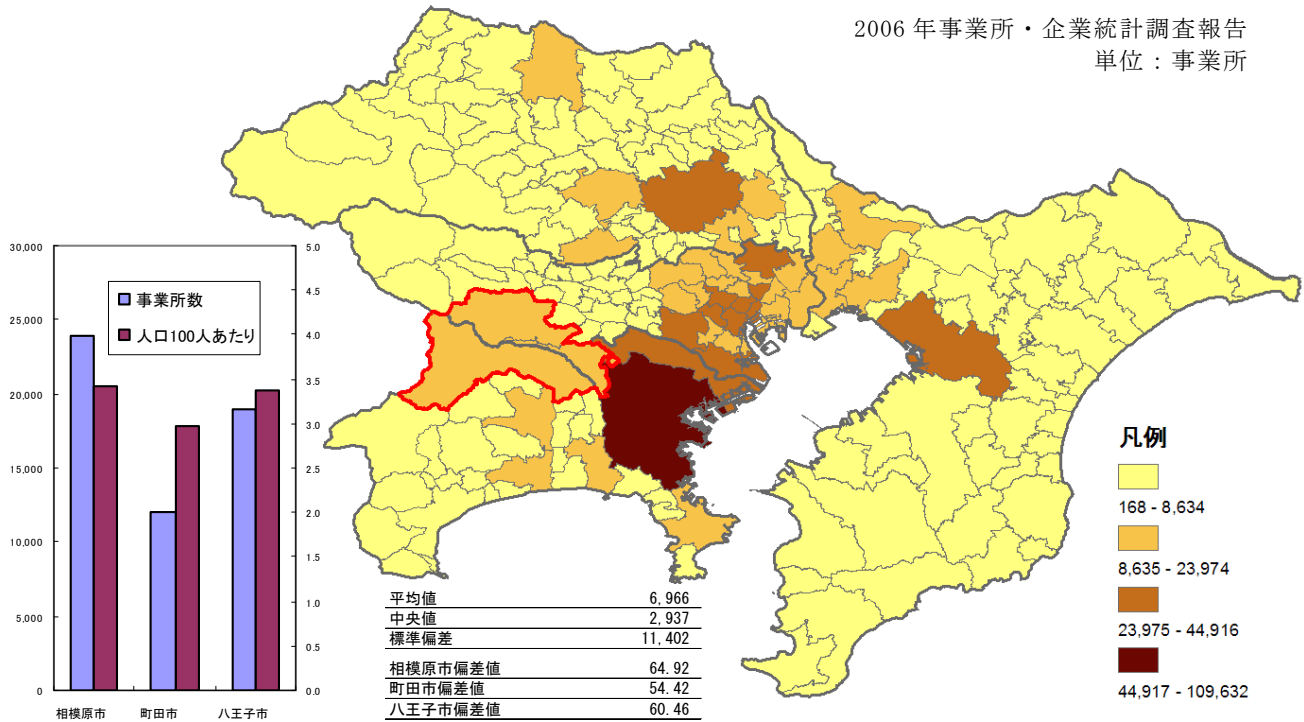 2006年事業所・企業統計調査報告
単位：事業所
30,000
25,000
20,000
15,000
10,000
5,000
0
5.0
4.5
4.0
3.5
3.0
2.5
2.0
1.5
1.0
0.5
0.0
事業所数
人口100人あたり
相模原市
町田市
八王子市
平均値 6,966
中央値 2,937
標準偏差 11,402
相模原市偏差値 64.92
町田市偏差値 54.42
八王子市偏差値 60.46
凡例
168 - 8,634
8,635 - 23,974
23,975 - 44,916
44,917 - 109,632